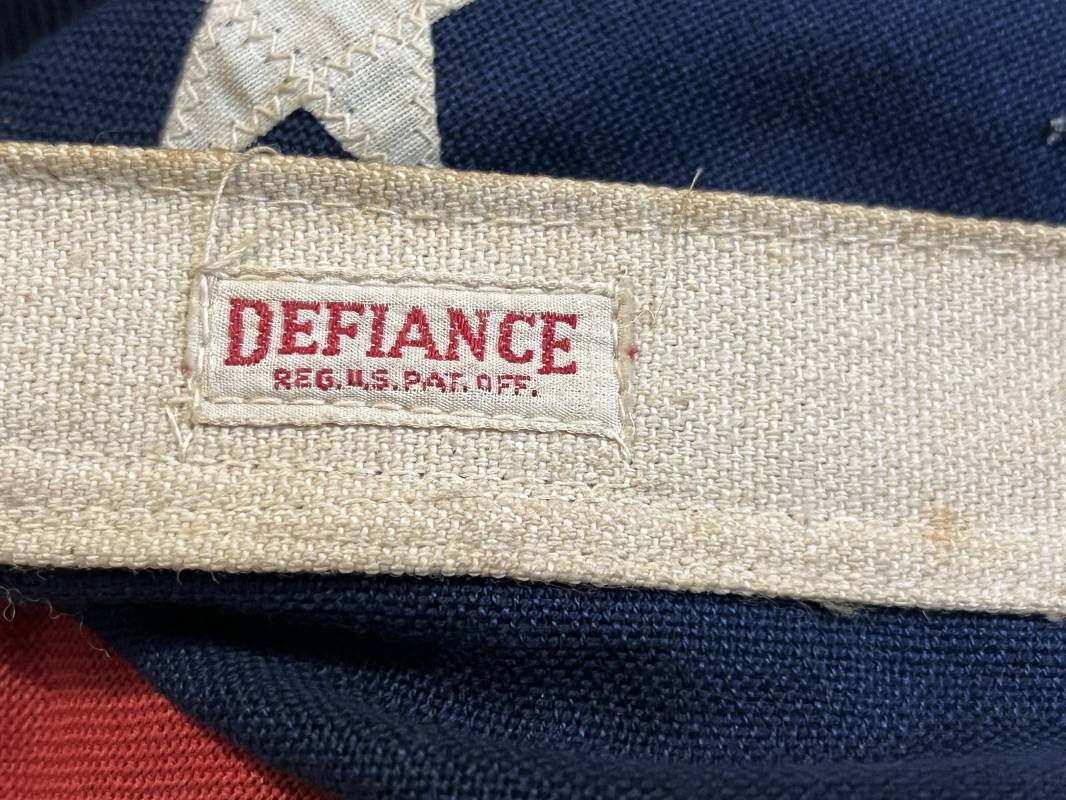 DEFIANCE
REG. U.S. PAT. OFF.